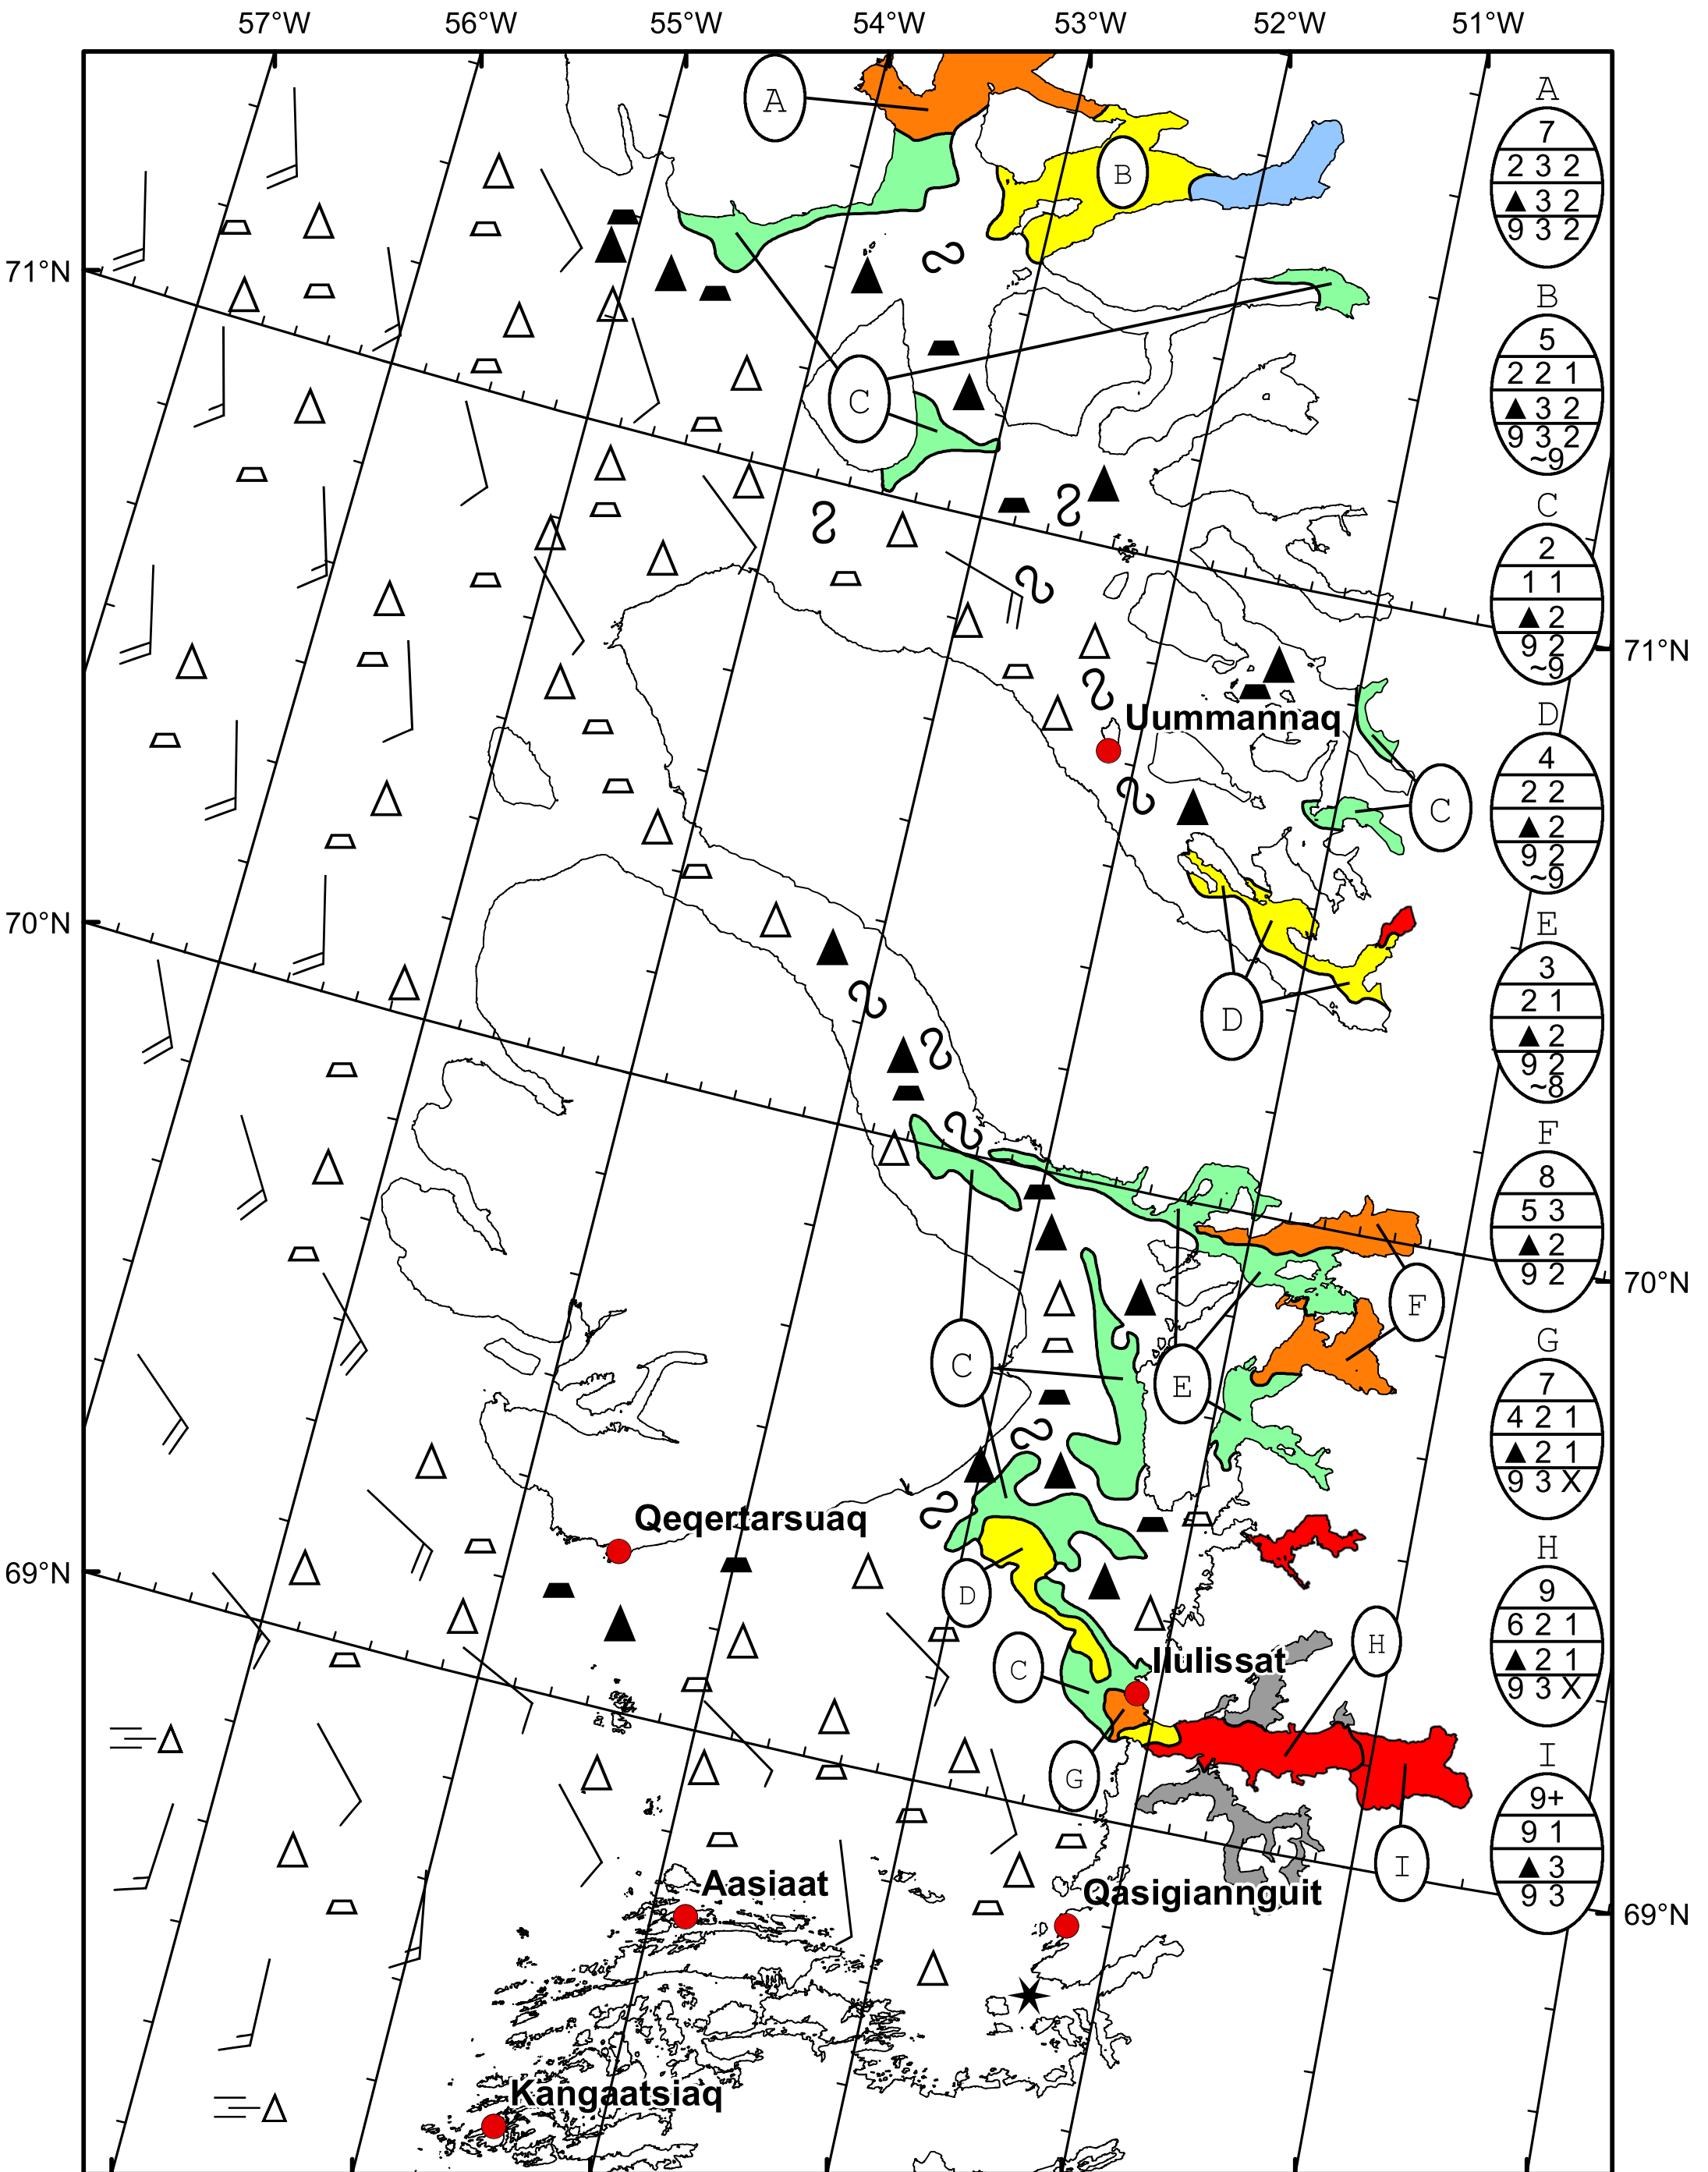 57°W 56°W 55°W 54°W 53°W 52°W 51°W
A
A
7
2 3 2
▲ 3 2
9 3 2
B
71°N
B
5
2 2 1
▲ 3 2
9 3 2
~9
C
C
2
1 1
▲ 2
9 2
~9
71°N
Uummannaq
D
4
2 2
▲ 2
9 2
~9
C
70°N
D
E
3
2 1
▲ 2
9 2
~8
F
8
5 3
▲ 2
9 2
70°N
F
C
E
G
7
4 2 1
▲ 2 1
9 3 X
Qeqertarsuaq
69°N
D
H
9
6 2 1
▲ 2 1
9 3 X
H
C
Ilulissat
G
I
9+
9 1
▲ 3
9 3
I
Aasiaat
Qasigiannguit
69°N
Kangaatsiaq